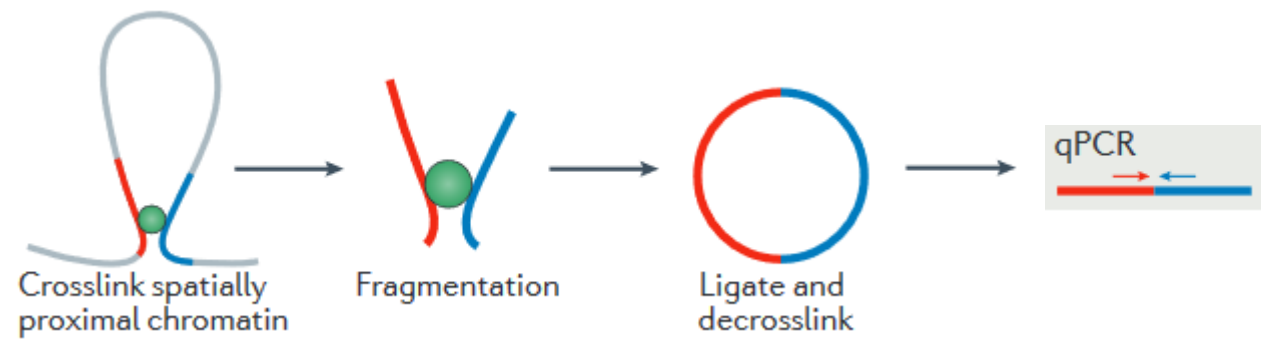 qPCR
Crosslink spatially
proximal chromatin
Fragmentation
Ligate and
decrosslink